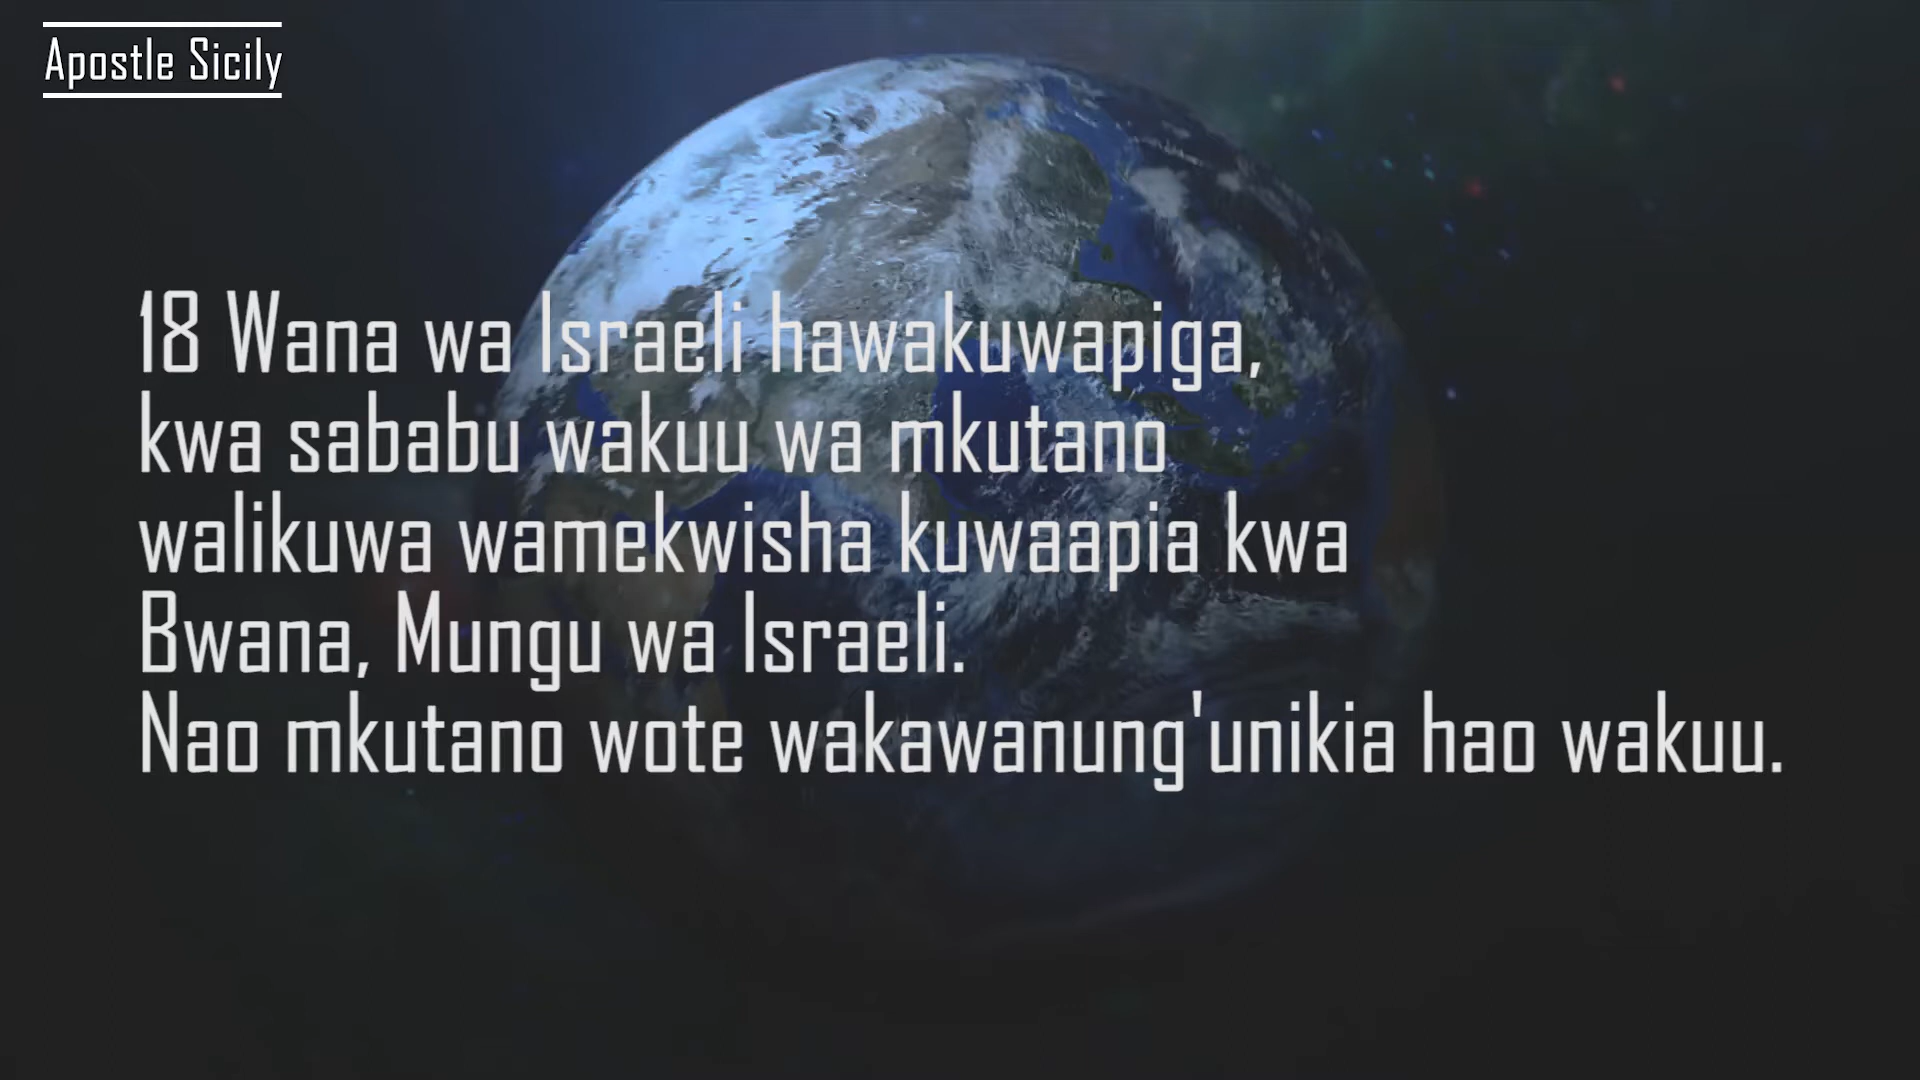 Apostle Sicily
18 Wana wa Israeli hawakuwapiga,
kwa sababu wakuu wa mkutano
walikuwa wamekwisha kuwaapia kwa
Bwana, Mungu wa Israeli.
Nao mkutano wote wakawanung'unikia hao wakuu.